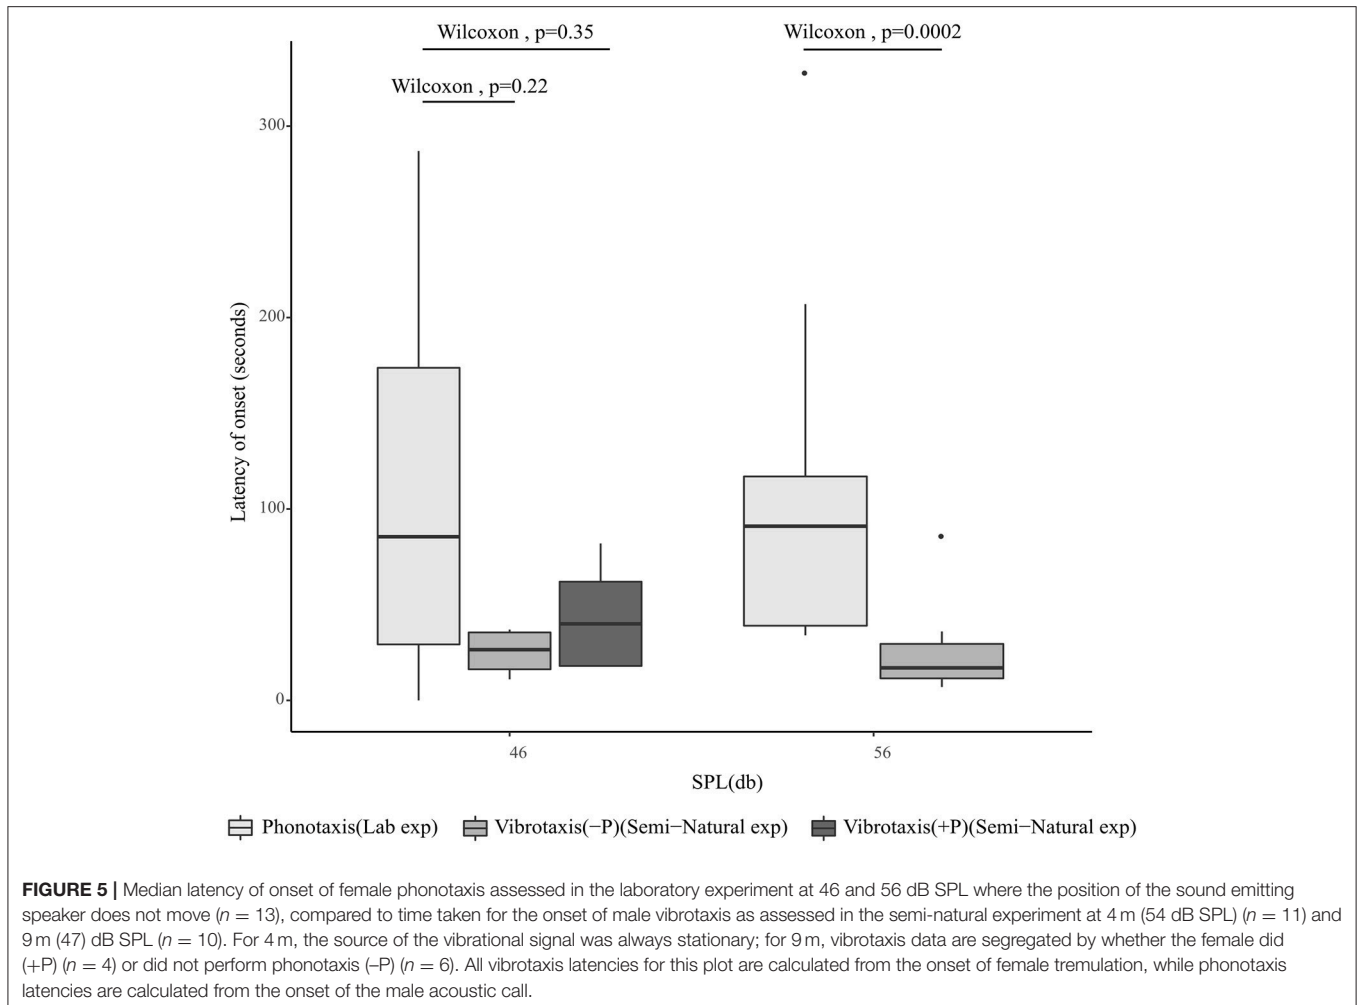 Wilcoxon , p=0.35
Wilcoxon , p=0.0002
Wilcoxon , p=0.22
300
200
100
0
Latency of onset (seconds)
46
56
SPL(db)
Phonotaxis(Lab exp)
Vibrotaxis(−P)(Semi−Natural exp)
Vibrotaxis(+P)(Semi−Natural exp)
FIGURE 5 | Median latency of onset of female phonotaxis assessed in the laboratory experiment at 46 and 56 dB SPL where the position of the sound emitting
speaker does not move (n = 13), compared to time taken for the onset of male vibrotaxis as assessed in the semi-natural experiment at 4 m (54 dB SPL) (n = 11) and
9 m (47) dB SPL (n = 10). For 4 m, the source of the vibrational signal was always stationary; for 9 m, vibrotaxis data are segregated by whether the female did
(+P) (n = 4) or did not perform phonotaxis (–P) (n = 6). All vibrotaxis latencies for this plot are calculated from the onset of female tremulation, while phonotaxis
latencies are calculated from the onset of the male acoustic call.